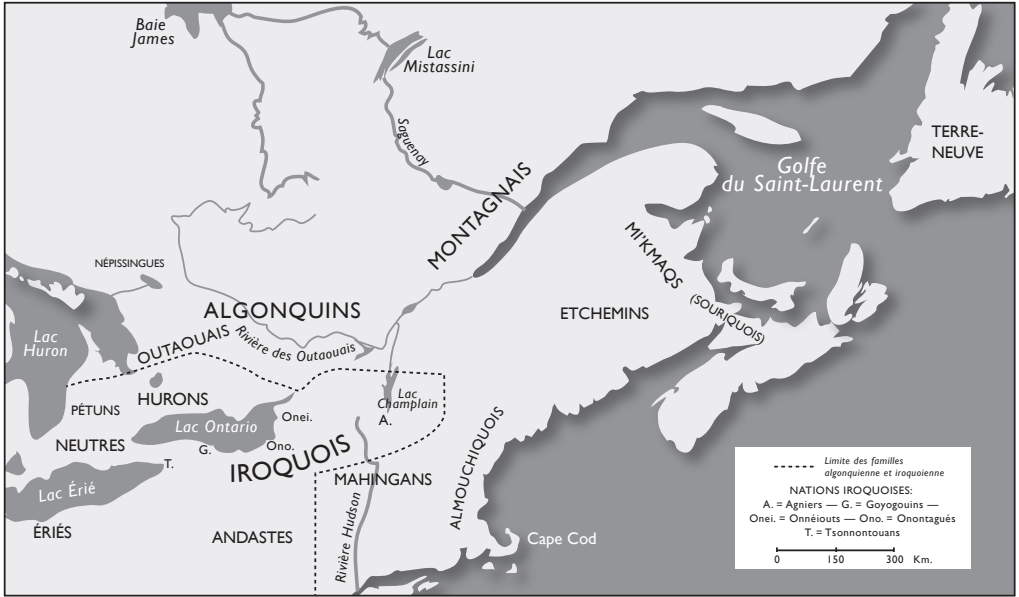 Baie
James
Lac
Mistassini
Saguenay
TERRE-
NEUVE
Golfe
du Saint-Laurent
MONTAGNAIS
MI'KMAQS
(SOURIQUOIS)
NÉPISSINGUES
ALGONQUINS
ETCHEMINS
Lac
Huron
OUTAOUAIS
Rivière des Outaouais
PÉTUNS
HURONS
Lac
Champlain
Lac Ontario
Onei.
A.
NEUTRES
G.
Ono.
T.
IROQUOIS
MAHINGANS
ALMOUCHIQUOIS
Lac Érié
ÉRIÉS
ANDASTES
Rivière Hudson
Cape Cod
Limite des familles
algonquienne et iroquoienne
NATIONS IROQUOISES:
A. = Agniers — G. = Goyogouins —
Onei. = Onnéiouts — Ono. = Onontagués
T. = Tsonnontouans
0 150 300 Km.